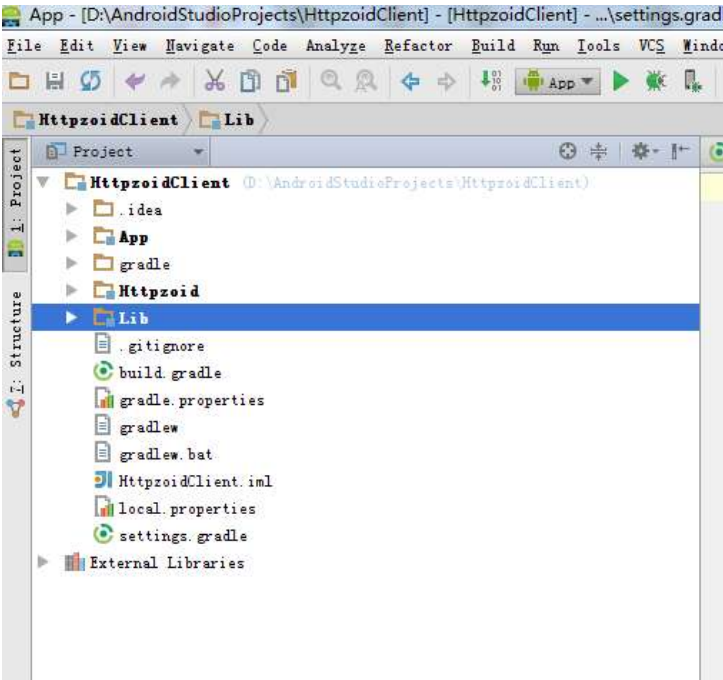 App - [D:\AndroidStudioProjects\HttpzoidClient] - [HttpzoidClient] - ...\settings.grad
File Edit View Navigate Code Analyze Refactor Build Run Tools VCS Windo
App
HttpzoidClient Lib
1: Project
Project
HttpzoidClient (D:\AndroidStudioProjects\HttpzoidClient)
.idea
App
gradle
Httpzoid
Lib
.gitignore
build.gradle
gradle.properties
gradlew
gradlew.bat
HttpzoidClient.iml
local.properties
settings.gradle
External Libraries
7: Structure